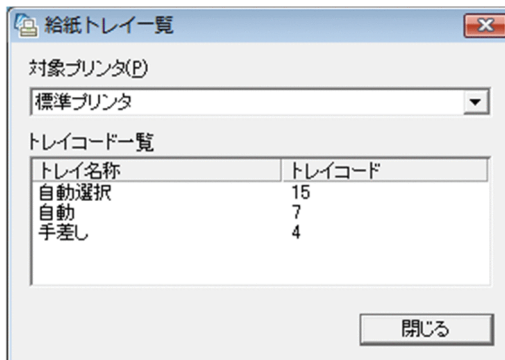 給紙トレイ一覧
対象プリンタ(P)
標準プリンタ
トレイコード一覧
トレイ名称 トレイコード
自動選択 15
自動 7
手差し 4
閉じる